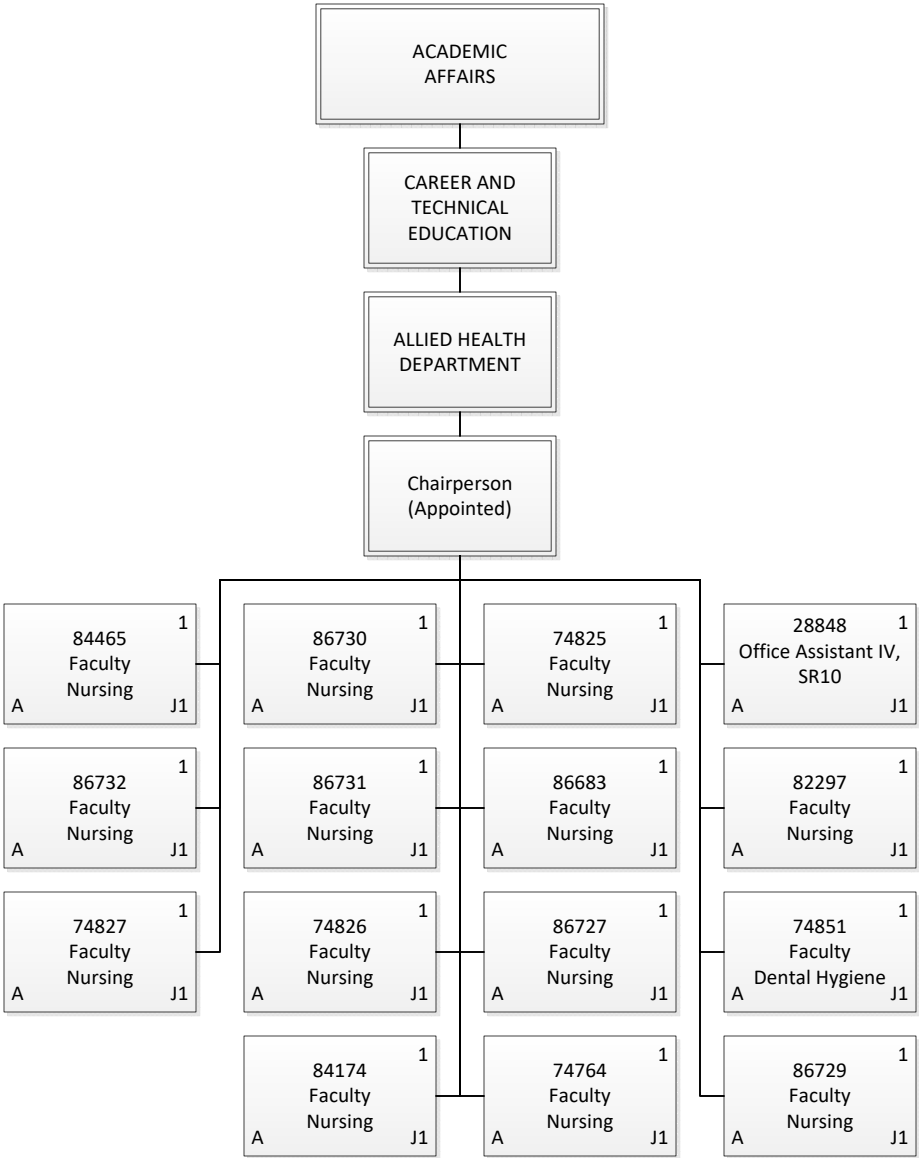 ACADEMIC
AFFAIRS
CAREER AND
TECHNICAL
EDUCATION
ALLIED HEALTH
DEPARTMENT
Chairperson
(Appointed)
1
84465
Faculty
Nursing
A J1
1
86730
Faculty
Nursing
A J1
1
74825
Faculty
Nursing
A J1
1
28848
Office Assistant IV,
SR10
A J1
1
86732
Faculty
Nursing
A J1
1
86731
Faculty
Nursing
A J1
1
86683
Faculty
Nursing
A J1
1
82297
Faculty
Nursing
A J1
1
74827
Faculty
Nursing
A J1
1
74826
Faculty
Nursing
A J1
1
86727
Faculty
Nursing
A J1
1
74851
Faculty
Dental Hygiene
A J1
1
84174
Faculty
Nursing
A J1
1
74764
Faculty
Nursing
A J1
1
86729
Faculty
Nursing
A J1